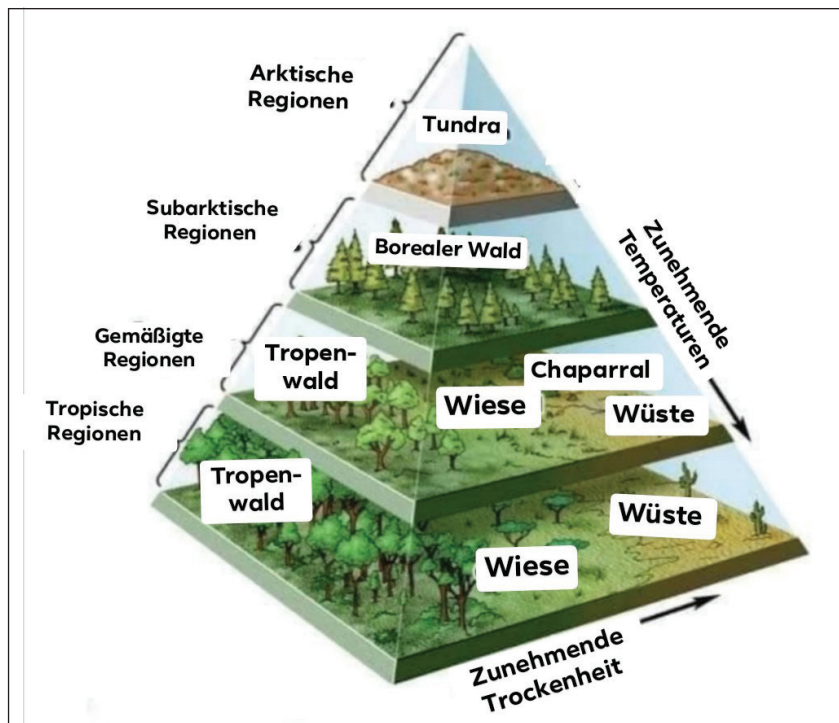 Arktische
Regionen
Tundra
Subarktische
Regionen
Borealer Wald
Zunehmende
Temperaturen
Gemäßigte
Regionen
Tropen-
wald
Chaparral
Wiese
Wüste
Tropische
Regionen
Tropen-
wald
Wüste
Wiese
Zunehmende
Trockenheit